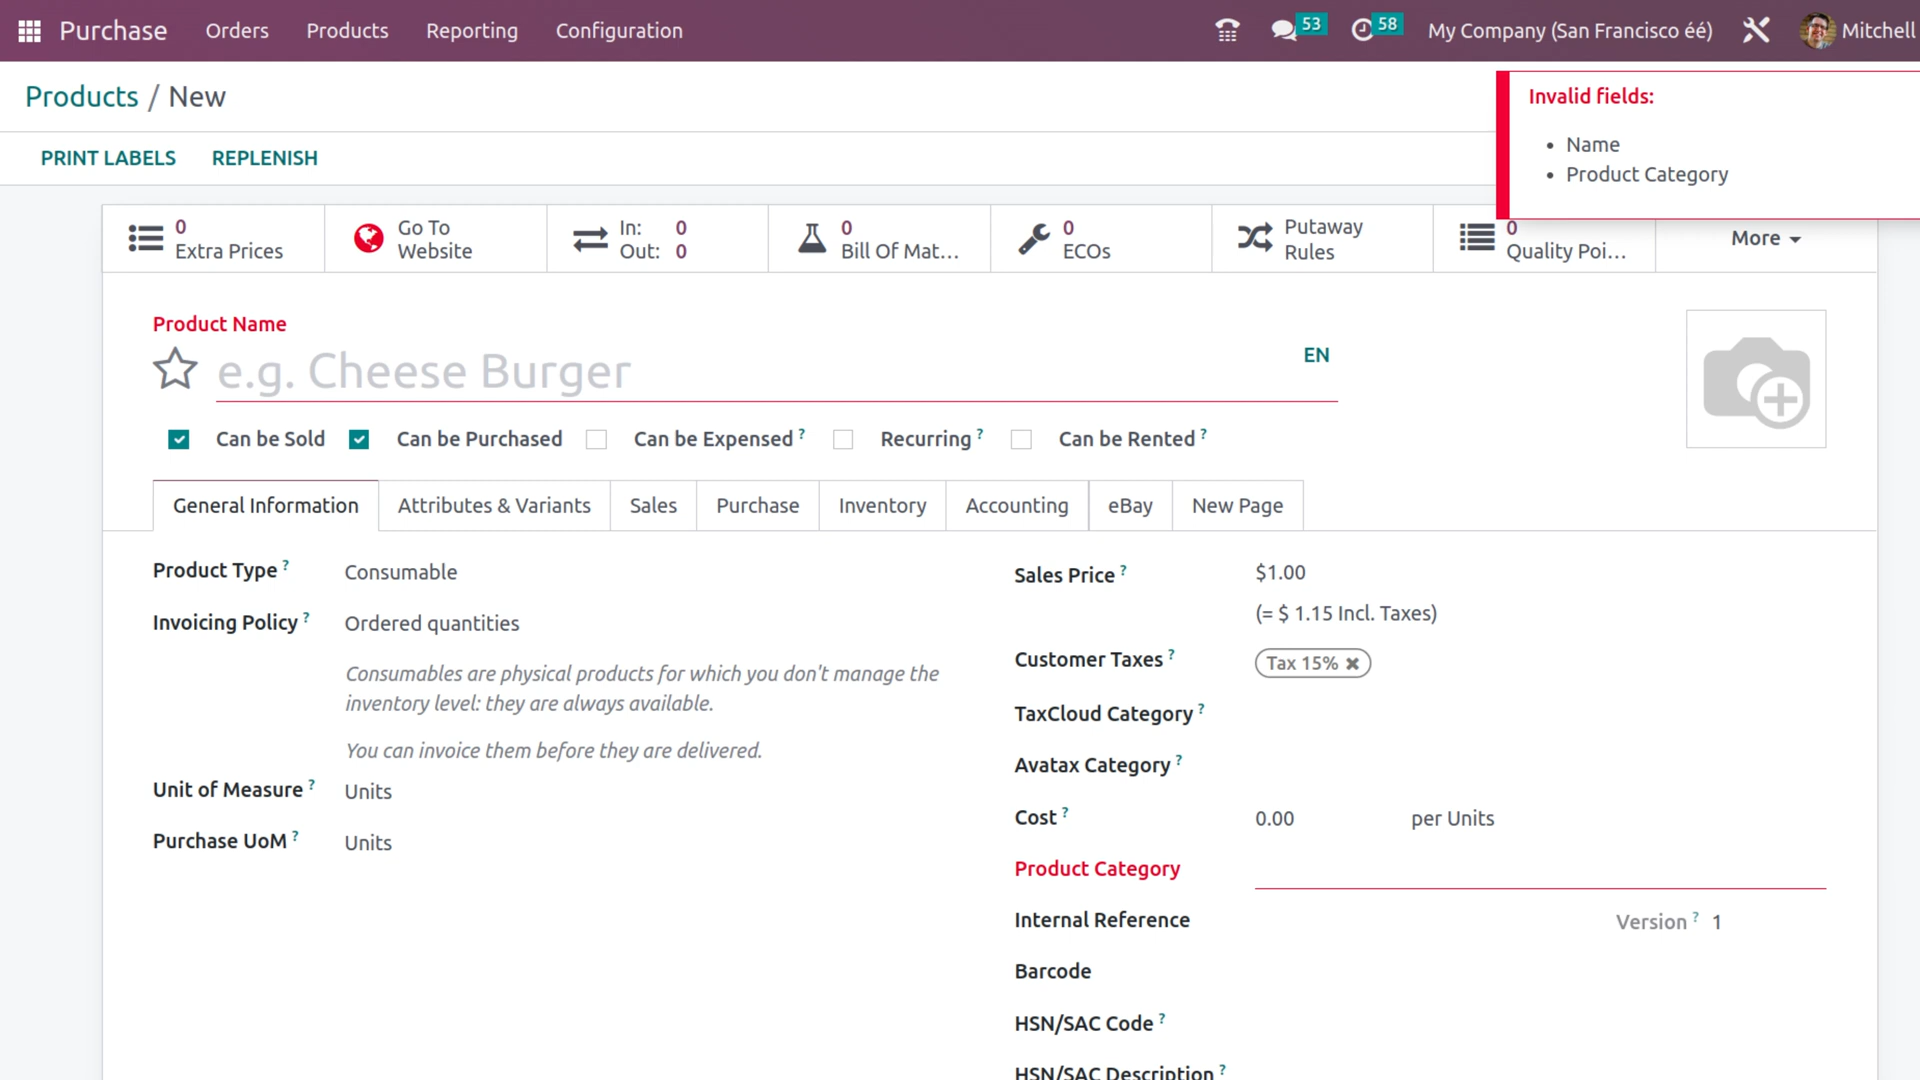 Purchase Orders Products Reporting Configuration 53 58 My Company (San Francisco éé) Mitchell
Products / New
Invalid fields:
• Name
• Product Category
PRINT LABELS REPLENISH
0
Extra Prices
Go To
Website
In: 0
Out: 0
0
Bill Of Mat...
0
ECOs
Putaway
Rules
0
Quality Poi...
More
Product Name
e.g. Cheese Burger
EN
Can be Sold Can be Purchased Can be Expensed ? Recurring ? Can be Rented ?
General Information Attributes & Variants Sales Purchase Inventory Accounting eBay New Page
Product Type ? Consumable
Invoicing Policy ? Ordered quantities
Consumables are physical products for which you don't manage the
inventory level: they are always available.
You can invoice them before they are delivered.
Unit of Measure ? Units
Purchase UoM ? Units
Sales Price ? $1.00
(= $ 1.15 Incl. Taxes)
Customer Taxes ? Tax 15% ✖
TaxCloud Category ?
Avatax Category ?
Cost ? 0.00 per Units
Product Category
Internal Reference Version ? 1
Barcode
HSN/SAC Code ?
HSN/SAC Description ?